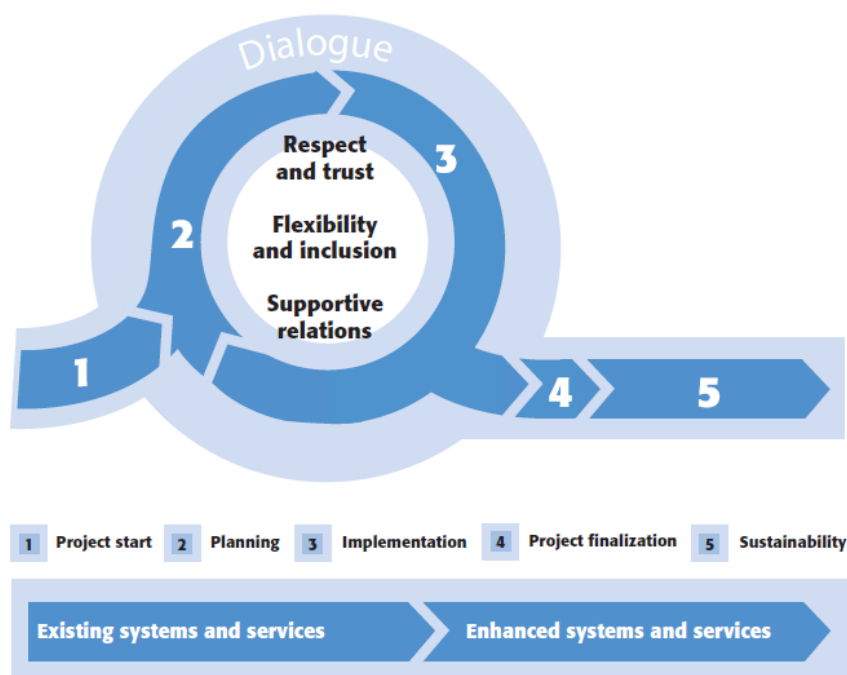 Dialogue
Respect
and trust
3
2
Flexibility
and inclusion
Supportive
relations
1
4
5
1 Project start 2 Planning 3 Implementation 4 Project finalization 5 Sustainability
Existing systems and services Enhanced systems and services